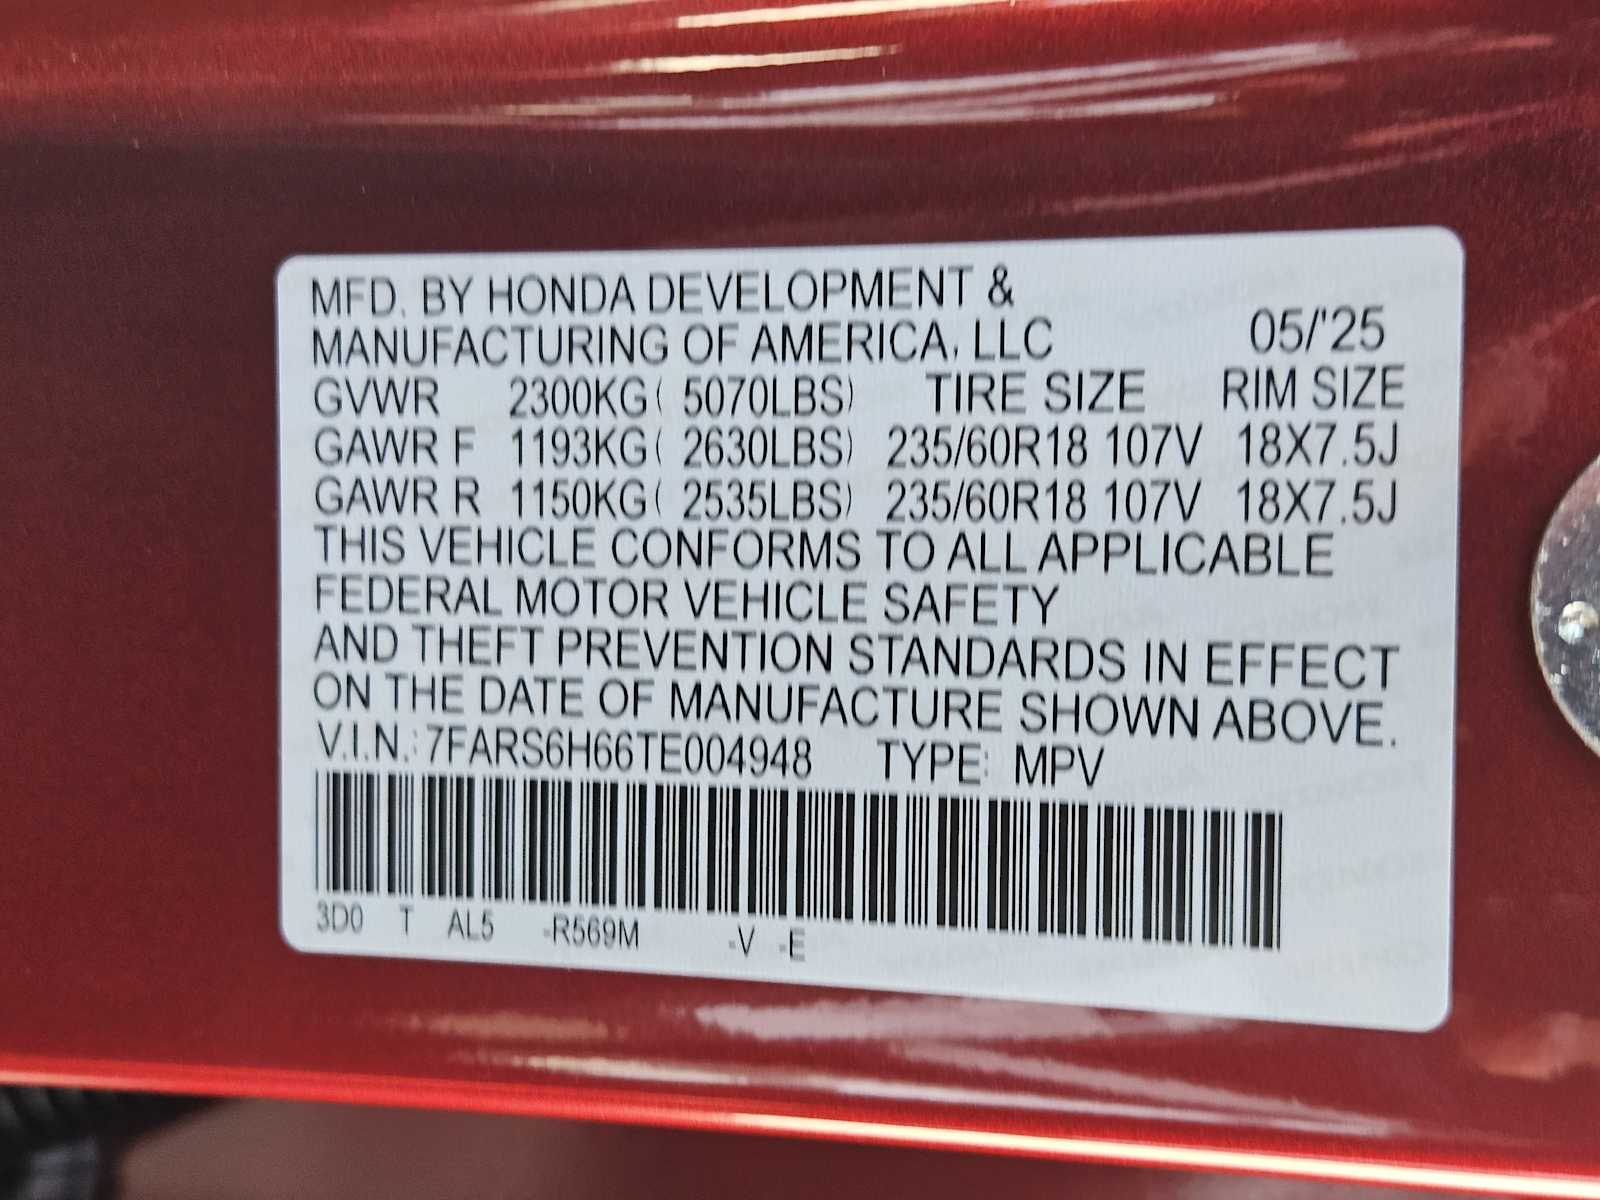 MFD. BY HONDA DEVELOPMENT &
MANUFACTURING OF AMERICA, LLC 05/'25
GVWR 2300KG( 5070LBS) TIRE SIZE RIM SIZE
GAWR F 1193KG( 2630LBS) 235/60R18 107V 18X7.5J
GAWR R 1150KG( 2535LBS) 235/60R18 107V 18X7.5J
THIS VEHICLE CONFORMS TO ALL APPLICABLE
FEDERAL MOTOR VEHICLE SAFETY
AND THEFT PREVENTION STANDARDS IN EFFECT
ON THE DATE OF MANUFACTURE SHOWN ABOVE.
V.I.N.: 7FARS6H66TE004948 TYPE: MPV
3D0 T AL5 -R569M -V -E